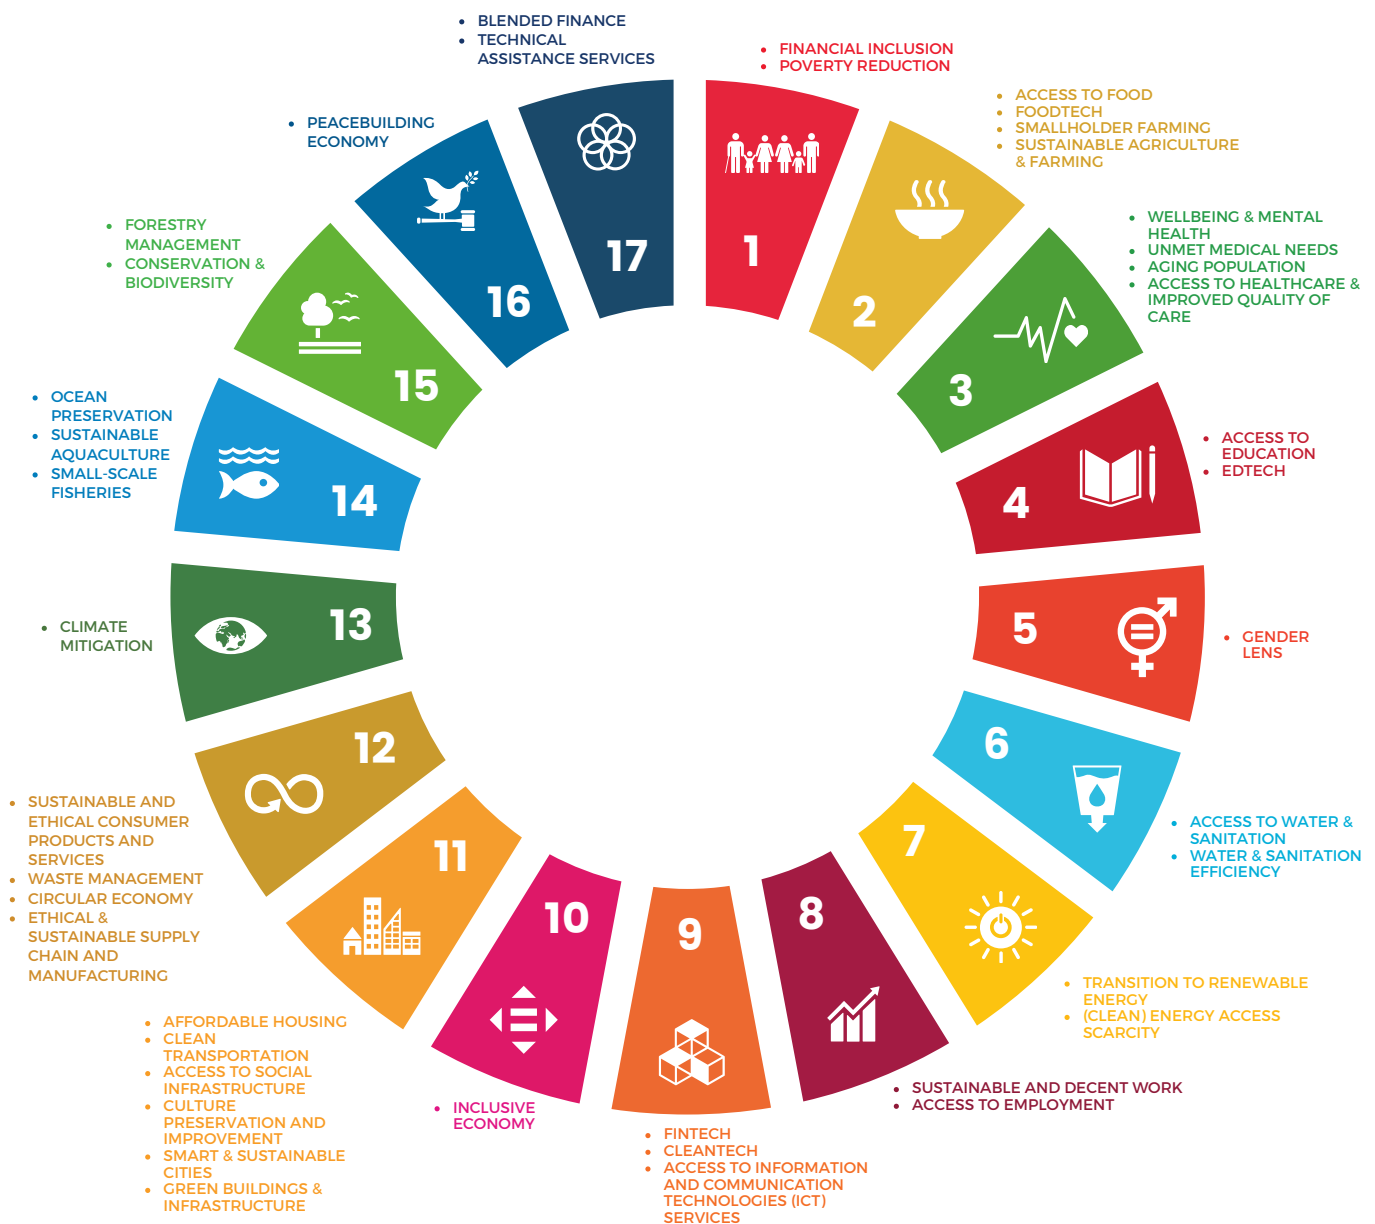 • BLENDED FINANCE
• TECHNICAL
ASSISTANCE SERVICES
17
• FINANCIAL INCLUSION
• POVERTY REDUCTION
1
• ACCESS TO FOOD
• FOODTECH
• SMALLHOLDER FARMING
• SUSTAINABLE AGRICULTURE
& FARMING
2
• WELLBEING & MENTAL
HEALTH
• UNMET MEDICAL NEEDS
• AGING POPULATION
• ACCESS TO HEALTHCARE &
IMPROVED QUALITY OF
CARE
3
• ACCESS TO
EDUCATION
• EDTECH
4
• GENDER
LENS
5
• ACCESS TO WATER &
SANITATION
• WATER & SANITATION
EFFICIENCY
6
• TRANSITION TO RENEWABLE
ENERGY
• (CLEAN) ENERGY ACCESS
SCARCITY
7
• SUSTAINABLE AND DECENT WORK
• ACCESS TO EMPLOYMENT
8
• FINTECH
• CLEANTECH
• ACCESS TO INFORMATION
AND COMMUNICATION
TECHNOLOGIES (ICT)
SERVICES
9
• INCLUSIVE
ECONOMY
10
• AFFORDABLE HOUSING
• CLEAN
TRANSPORTATION
• ACCESS TO SOCIAL
INFRASTRUCTURE
• CULTURE
PRESERVATION AND
IMPROVEMENT
• SMART & SUSTAINABLE
CITIES
• GREEN BUILDINGS &
INFRASTRUCTURE
11
• SUSTAINABLE AND
ETHICAL CONSUMER
PRODUCTS AND
SERVICES
• WASTE MANAGEMENT
• CIRCULAR ECONOMY
• ETHICAL &
SUSTAINABLE SUPPLY
CHAIN AND
MANUFACTURING
12
• CLIMATE
MITIGATION
13
• OCEAN
PRESERVATION
• SUSTAINABLE
AQUACULTURE
• SMALL-SCALE
FISHERIES
14
• FORESTRY
MANAGEMENT
• CONSERVATION &
BIODIVERSITY
15
• PEACEBUILDING
ECONOMY
16